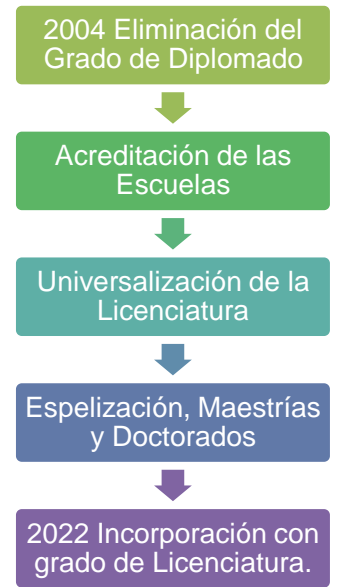 2004 Eliminación del
Grado de Diplomado
Acreditación de las
Escuelas
Universalización de la
Licenciatura
Espelización, Maestrías
y Doctorados
2022 Incorporación con
grado de Licenciatura.